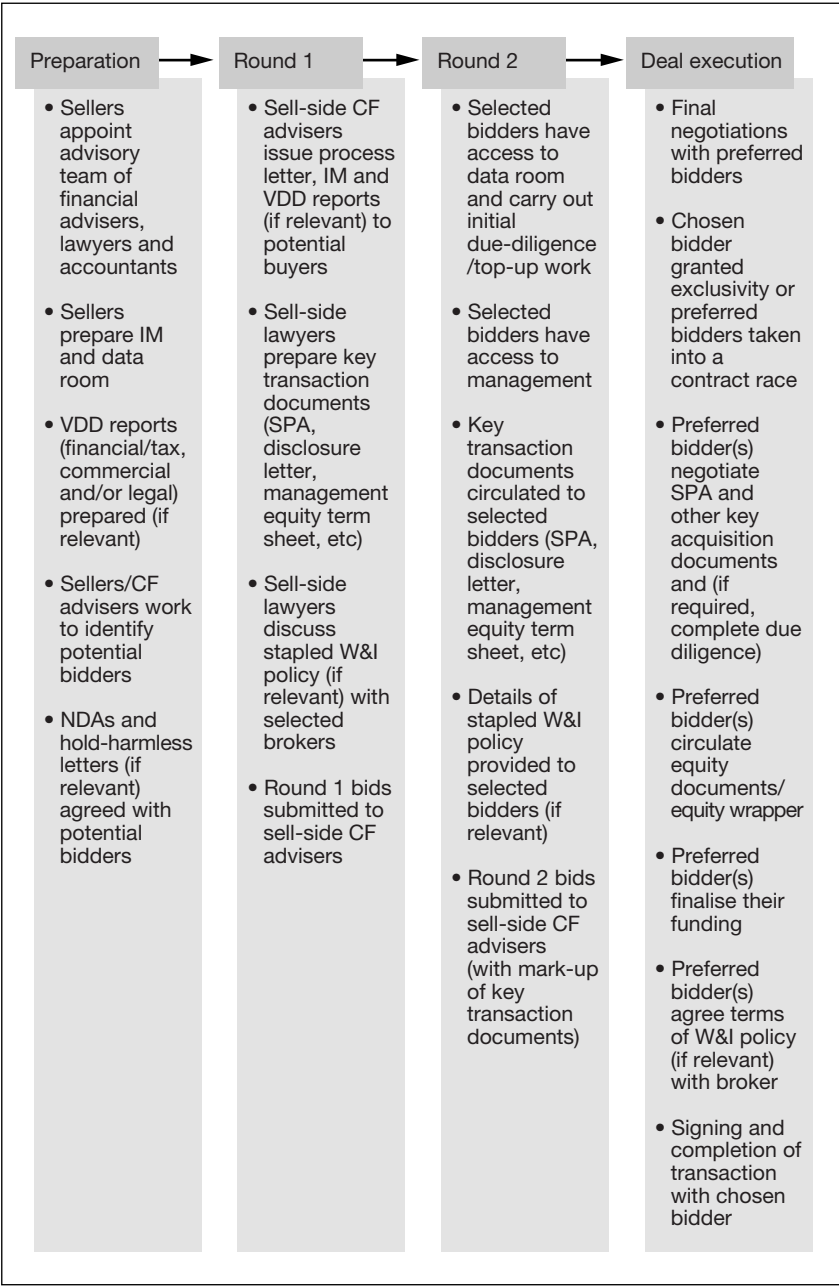 Preparation
• Sellers
appoint
advisory
team of
financial
advisers,
lawyers and
accountants
• Sellers
prepare IM
and data
room
• VDD reports
(financial/tax,
commercial
and/or legal)
prepared (if
relevant)
• Sellers/CF
advisers work
to identify
potential
bidders
• NDAs and
hold-harmless
letters (if
relevant)
agreed with
potential
bidders
Round 1
• Sell-side CF
advisers
issue process
letter, IM and
VDD reports
(if relevant) to
potential
buyers
• Sell-side
lawyers
prepare key
transaction
documents
(SPA,
disclosure
letter,
management
equity term
sheet, etc)
• Sell-side
lawyers
discuss
stapled W&I
policy (if
relevant) with
selected
brokers
• Round 1 bids
submitted to
sell-side CF
advisers
Round 2
• Selected
bidders have
access to
data room
and carry out
initial
due-diligence
/top-up work
• Selected
bidders have
access to
management
• Key
transaction
documents
circulated to
selected
bidders (SPA,
disclosure
letter,
management
equity term
sheet, etc)
• Details of
stapled W&I
policy
provided to
selected
bidders (if
relevant)
• Round 2 bids
submitted to
sell-side CF
advisers
(with mark-up
of key
transaction
documents)
Deal execution
• Final
negotiations
with preferred
bidders
• Chosen
bidder
granted
exclusivity or
preferred
bidders taken
into a
contract race
• Preferred
bidder(s)
negotiate
SPA and
other key
acquisition
documents
and (if
required,
complete due
diligence)
• Preferred
bidder(s)
circulate
equity
documents/
equity wrapper
• Preferred
bidder(s)
finalise their
funding
• Preferred
bidder(s)
agree terms
of W&I policy
(if relevant)
with broker
• Signing and
completion of
transaction
with chosen
bidder